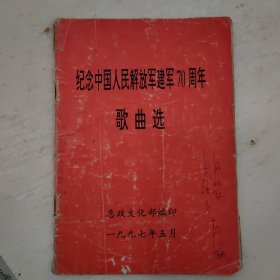 纪念中国人民解放军建军70周年
歌曲选
总政文化部编印
一九九七年五月